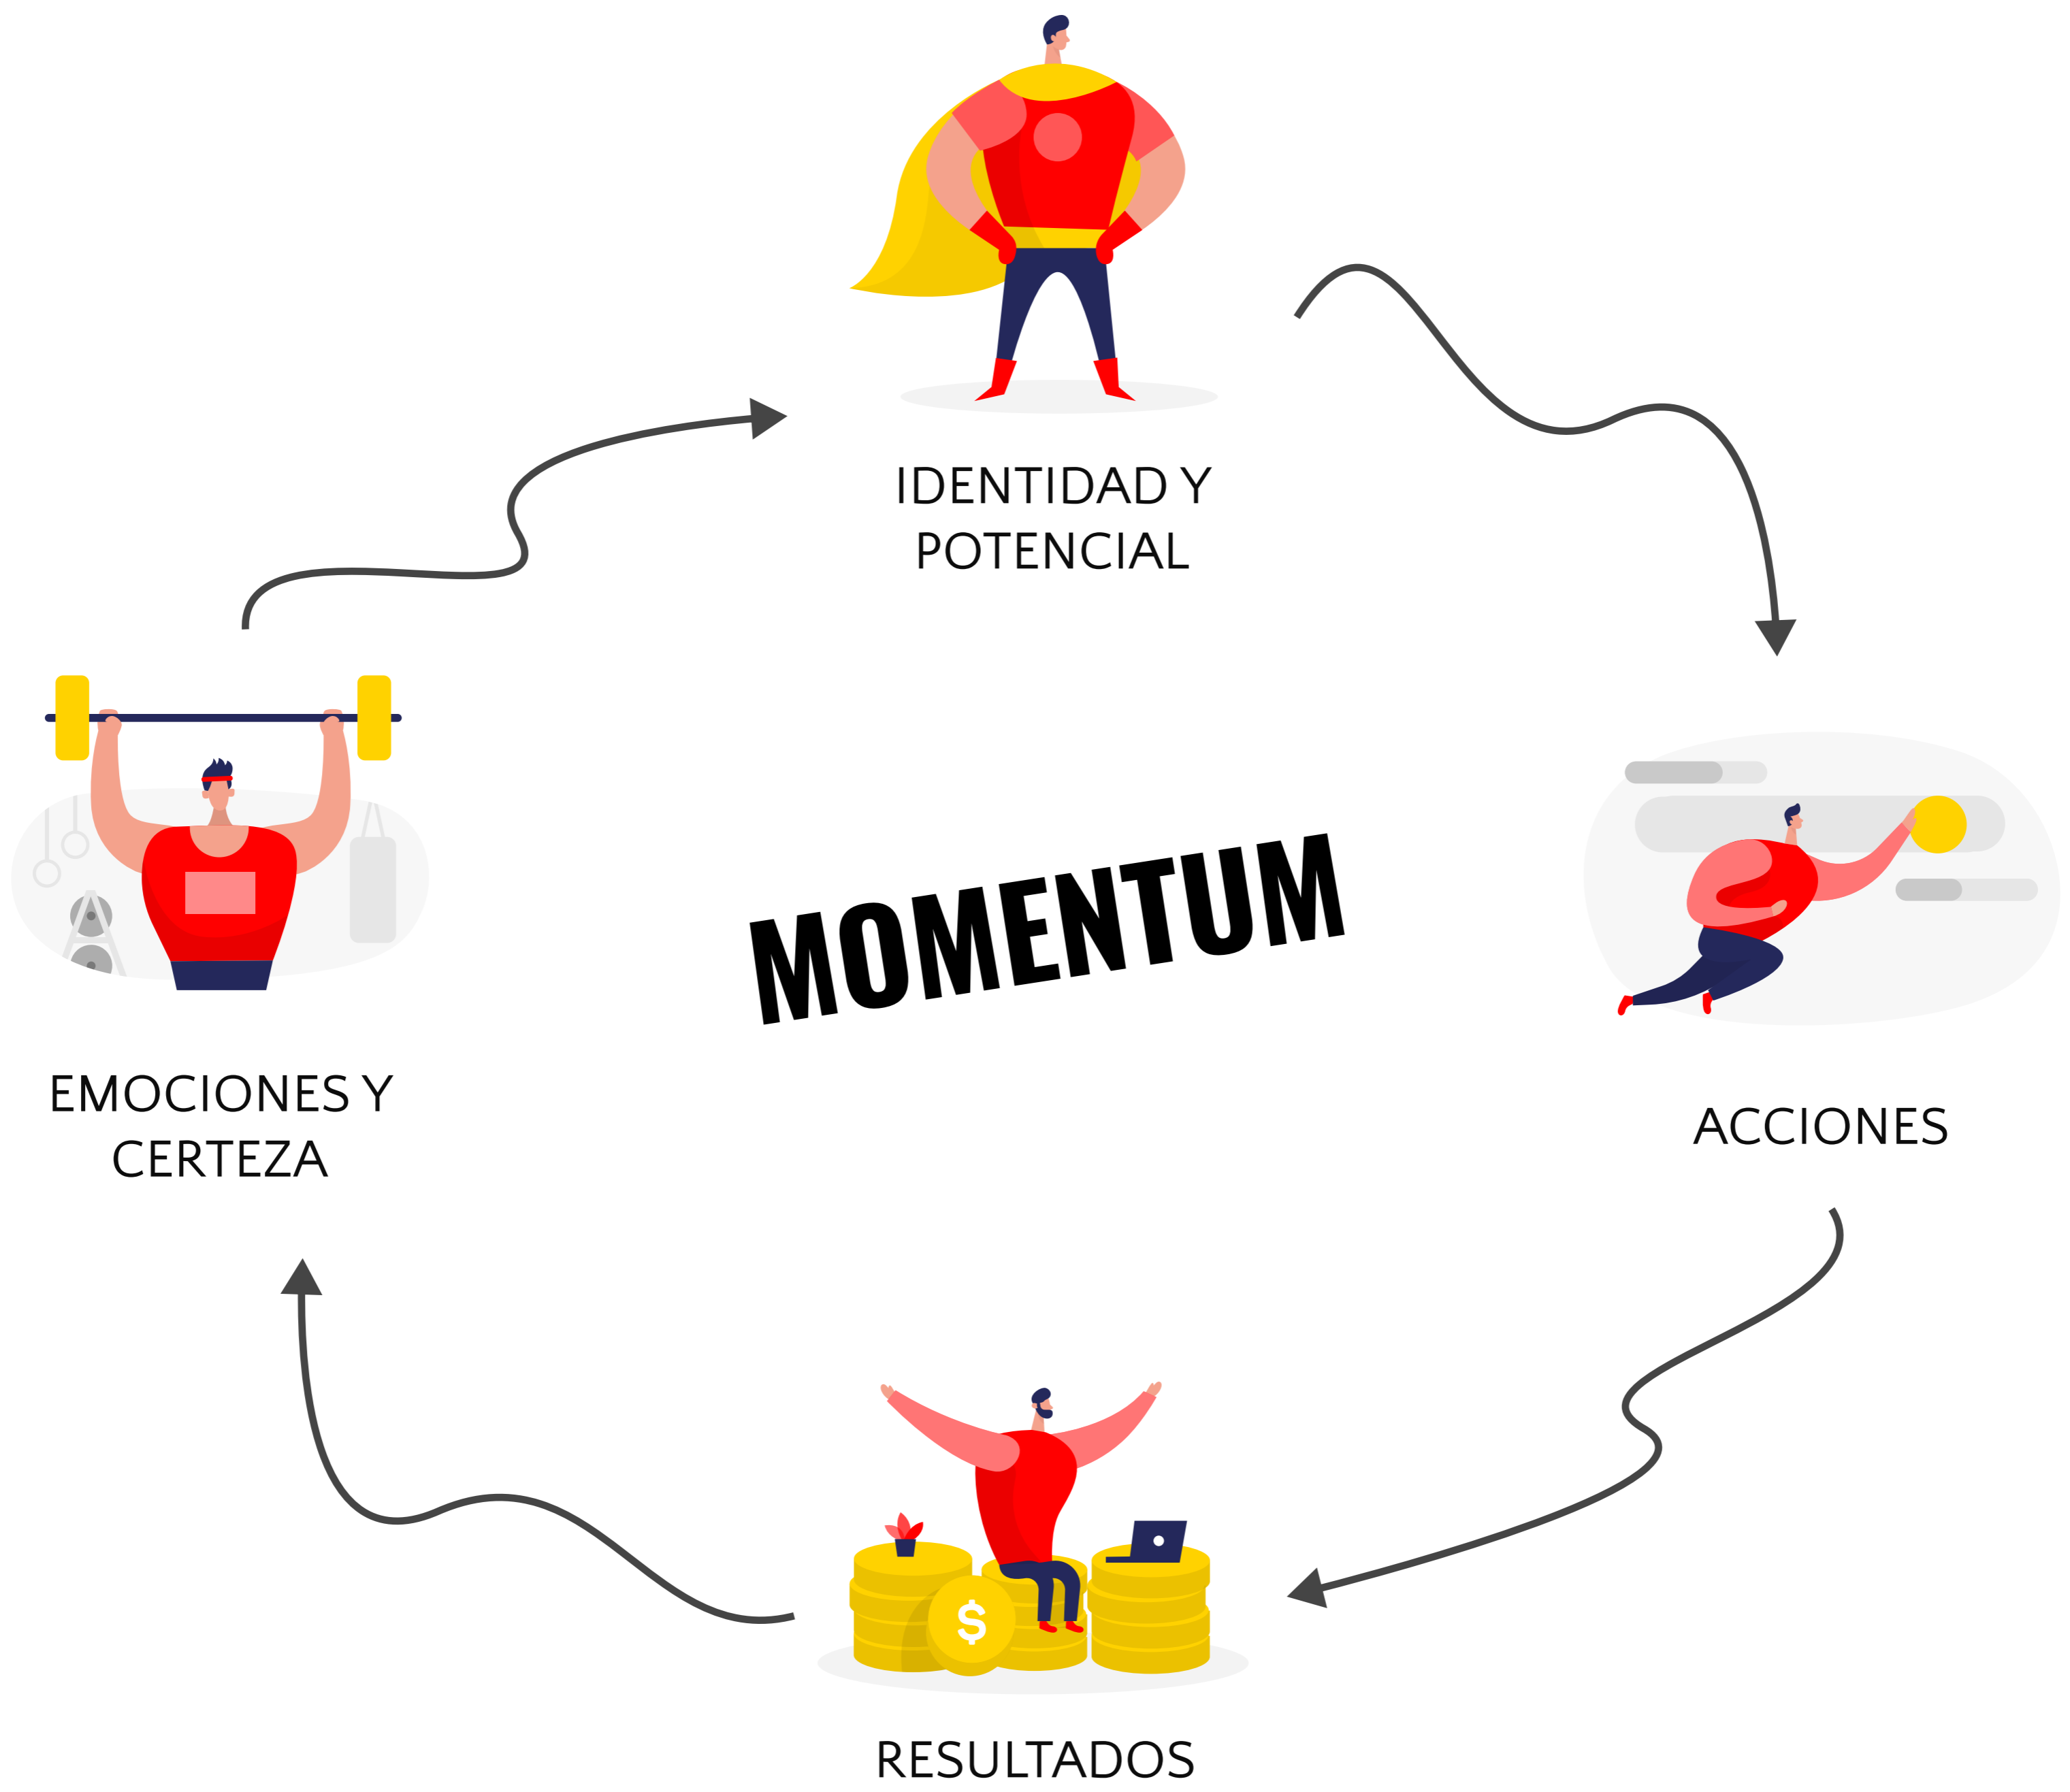 IDENTIDAD Y
POTENCIAL
MOMENTUM
EMOCIONES Y
CERTEZA
ACCIONES
$
RESULTADOS